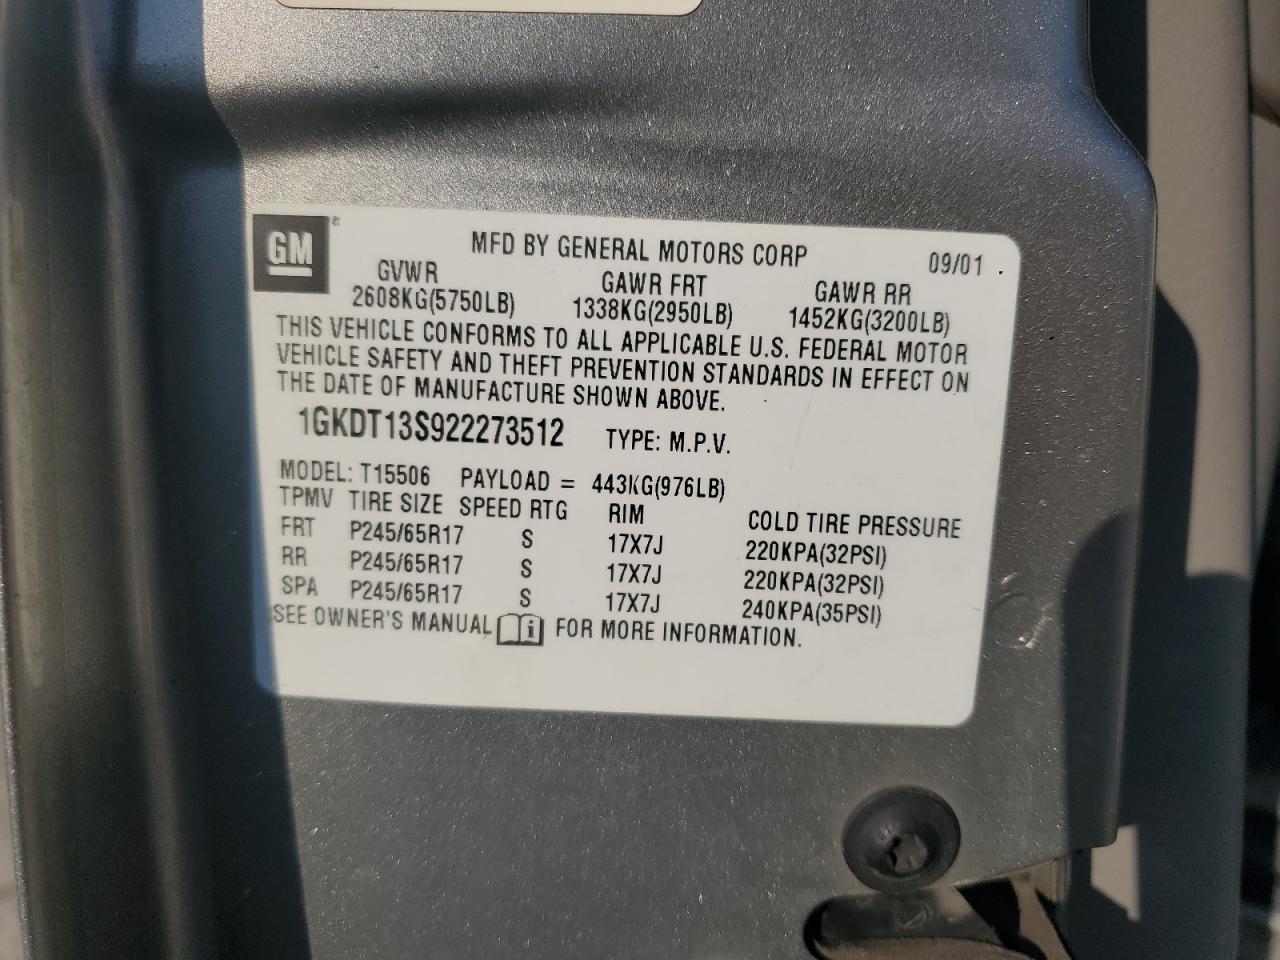 GM ®
MFD BY GENERAL MOTORS CORP 09/01
GVWR GAWR FRT GAWR RR
2608KG(5750LB) 1338KG(2950LB) 1452KG(3200LB)
THIS VEHICLE CONFORMS TO ALL APPLICABLE U.S. FEDERAL MOTOR
VEHICLE SAFETY AND THEFT PREVENTION STANDARDS IN EFFECT ON
THE DATE OF MANUFACTURE SHOWN ABOVE.
1GKDT13S922273512 TYPE: M.P.V.
MODEL: T15506 PAYLOAD = 443KG(976LB)
TPMV TIRE SIZE SPEED RTG RIM COLD TIRE PRESSURE
FRT P245/65R17 S 17X7J 220KPA(32PSI)
RR P245/65R17 S 17X7J 220KPA(32PSI)
SPA P245/65R17 S 17X7J 240KPA(35PSI)
SEE OWNER'S MANUAL i FOR MORE INFORMATION.